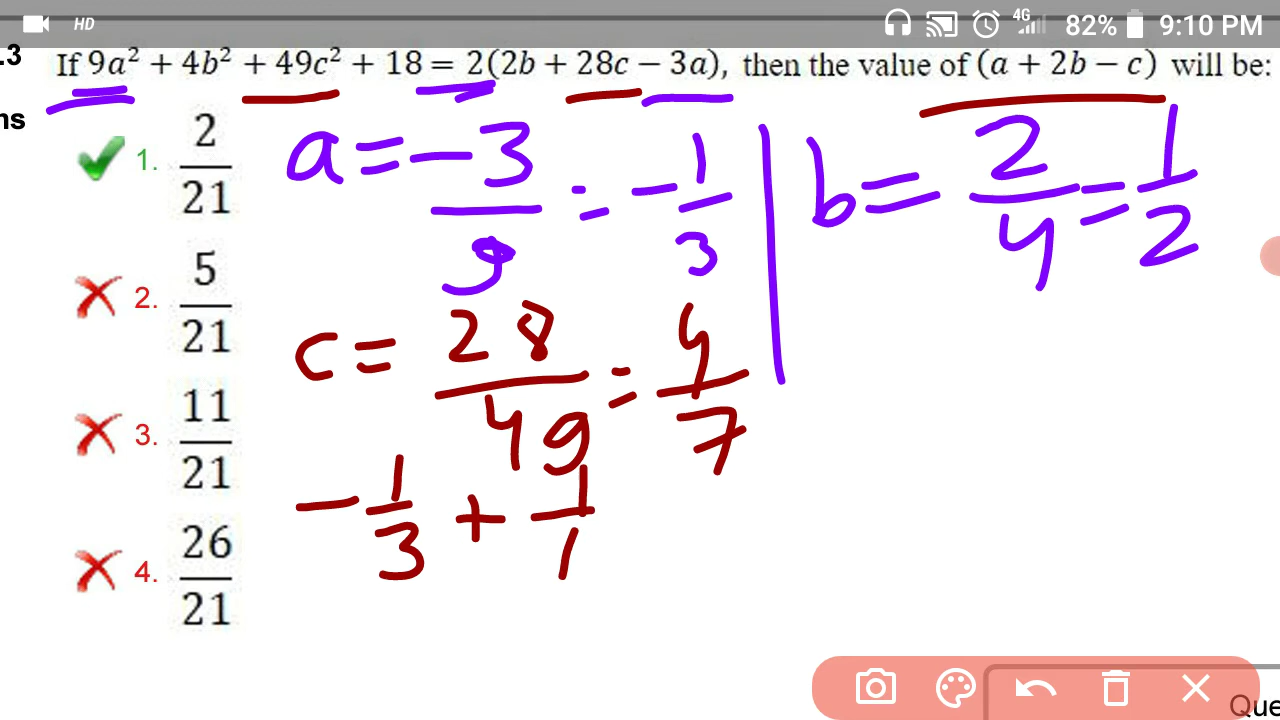 HD 4G 82% 9:10 PM
.3 If 9a² + 4b² + 49c² + 18 = 2(2b + 28c − 3a), then the value of (a + 2b − c) will be:
ns
1. 2/21
2. 5/21
3. 11/21
4. 26/21
a = -3/9 = -1/3 | b = 2/4 = 1/2
c = 28/49 = 4/7
-1/3 + 1/1
Que